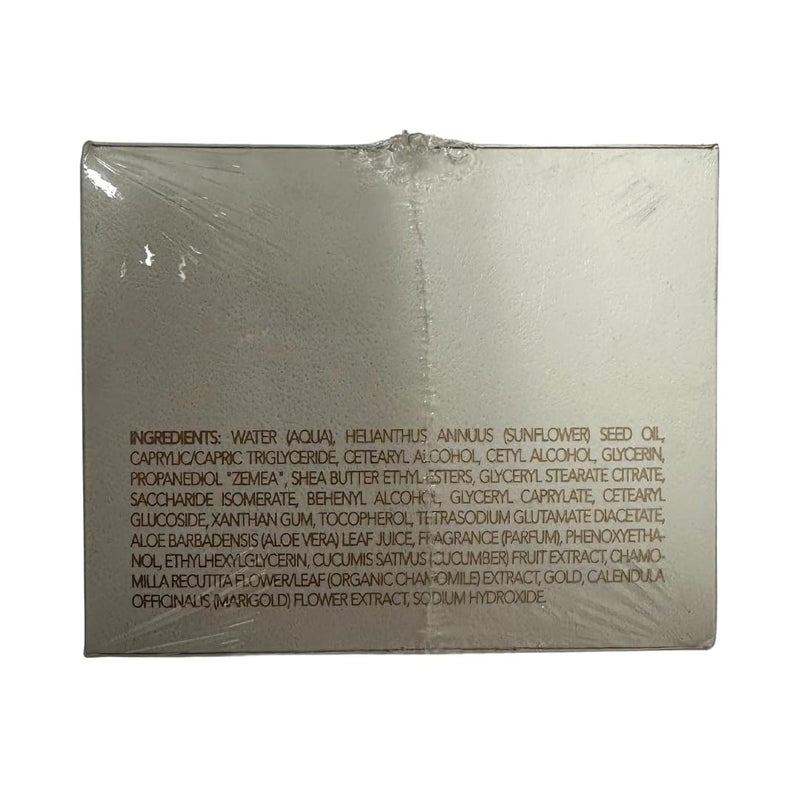 INGREDIENTS: WATER (AQUA), HELIANTHUS ANNUUS (SUNFLOWER) SEED OIL,
CAPRYLIC/CAPRIC TRIGLYCERIDE, CETEARYL ALCOHOL, CETYL ALCOHOL, GLYCERIN,
PROPANEDIOL "ZEMEA", SHEA BUTTER ETHYL ESTERS, GLYCERYL STEARATE CITRATE,
SACCHARIDE ISOMERATE, BEHENYL ALCOHOL, GLYCERYL CAPRYLATE, CETEARYL
GLUCOSIDE, XANTHAN GUM, TOCOPHEROL, TETRASODIUM GLUTAMATE DIACETATE,
ALOE BARBADENSIS (ALOE VERA) LEAF JUICE, FRAGRANCE (PARFUM), PHENOXYETHA-
NOL, ETHYLHEXYLGLYCERIN, CUCUMIS SATIVUS (CUCUMBER) FRUIT EXTRACT, CHAMO-
MILLA RECUTITA FLOWER/LEAF (ORGANIC CHAMOMILE) EXTRACT, GOLD, CALENDULA
OFFICINALIS (MARIGOLD) FLOWER EXTRACT, SODIUM HYDROXIDE.